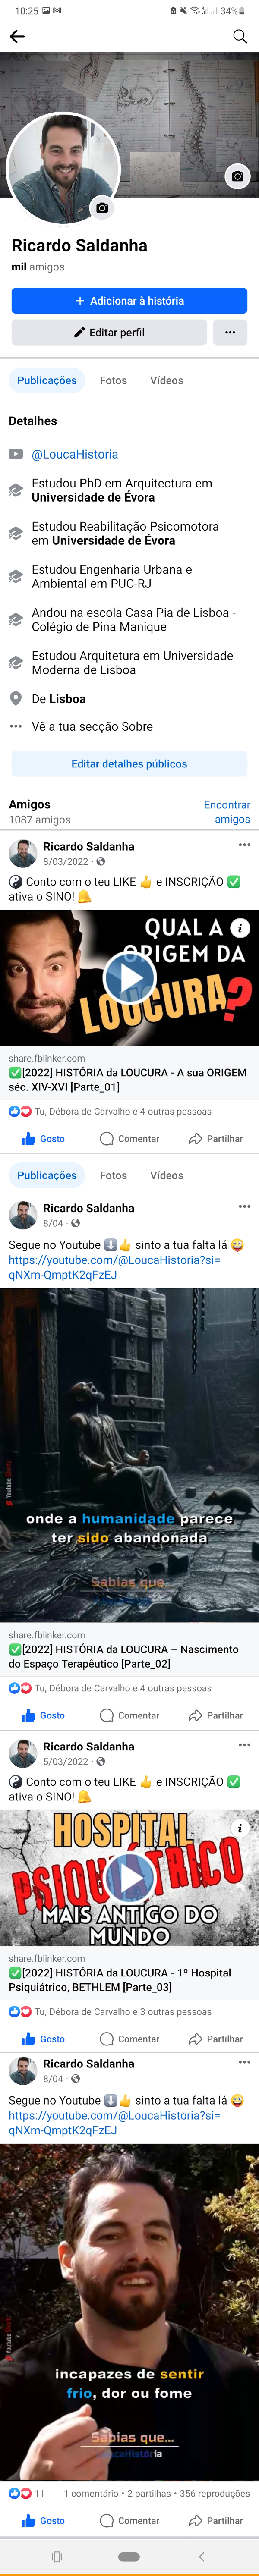 10:25
34%
Ricardo Saldanha
mil amigos
+ Adicionar à história
Editar perfil
Publicações Fotos Vídeos
Detalhes
@LoucaHistoria
Estudou PhD em Arquitectura em
Universidade de Évora
Estudou Reabilitação Psicomotora
em Universidade de Évora
Estudou Engenharia Urbana e
Ambiental em PUC-RJ
Andou na escola Casa Pia de Lisboa -
Colégio de Pina Manique
Estudou Arquitetura em Universidade
Moderna de Lisboa
De Lisboa
Vê a tua secção Sobre
Editar detalhes públicos
Amigos
Encontrar
1087 amigos
amigos
Ricardo Saldanha
8/03/2022 ·
Conto com o teu LIKE 👍 e INSCRIÇÃO ✅
ativa o SINO! 🔔
QUAL A
ORIGEM DA
LOUCURA?
share.fblinker.com
✅[2022] HISTÓRIA da LOUCURA - A sua ORIGEM
séc. XIV-XVI [Parte_01]
Tu, Débora de Carvalho e 4 outras pessoas
Gosto Comentar Partilhar
Publicações Fotos Vídeos
Ricardo Saldanha
8/04 ·
Segue no Youtube ⬇️👍 sinto a tua falta lá 😜
https://youtube.com/@LoucaHistoria?si=
qNXm-QmptK2qFzEJ
Youtube Shorts
onde a humanidade parece
ter sido abandonada
Sabias que
share.fblinker.com
✅[2022] HISTÓRIA da LOUCURA – Nascimento
do Espaço Terapêutico [Parte_02]
Tu, Débora de Carvalho e 4 outras pessoas
Gosto Comentar Partilhar
Ricardo Saldanha
5/03/2022 ·
Conto com o teu LIKE 👍 e INSCRIÇÃO ✅
ativa o SINO! 🔔
HOSPITAL
PSIQUIÁTRICO
MAIS ANTIGO DO
MUNDO
share.fblinker.com
✅[2022] HISTÓRIA da LOUCURA - 1º Hospital
Psiquiátrico, BETHLEM [Parte_03]
Tu, Débora de Carvalho e 3 outras pessoas
Gosto Comentar Partilhar
Ricardo Saldanha
8/04 ·
Segue no Youtube ⬇️👍 sinto a tua falta lá 😜
https://youtube.com/@LoucaHistoria?si=
qNXm-QmptK2qFzEJ
Youtube Shorts
incapazes de sentir
frio, dor ou fome
Sabias que...
LoucaHistória
11 1 comentário • 2 partilhas • 356 reproduções
Gosto Comentar Partilhar